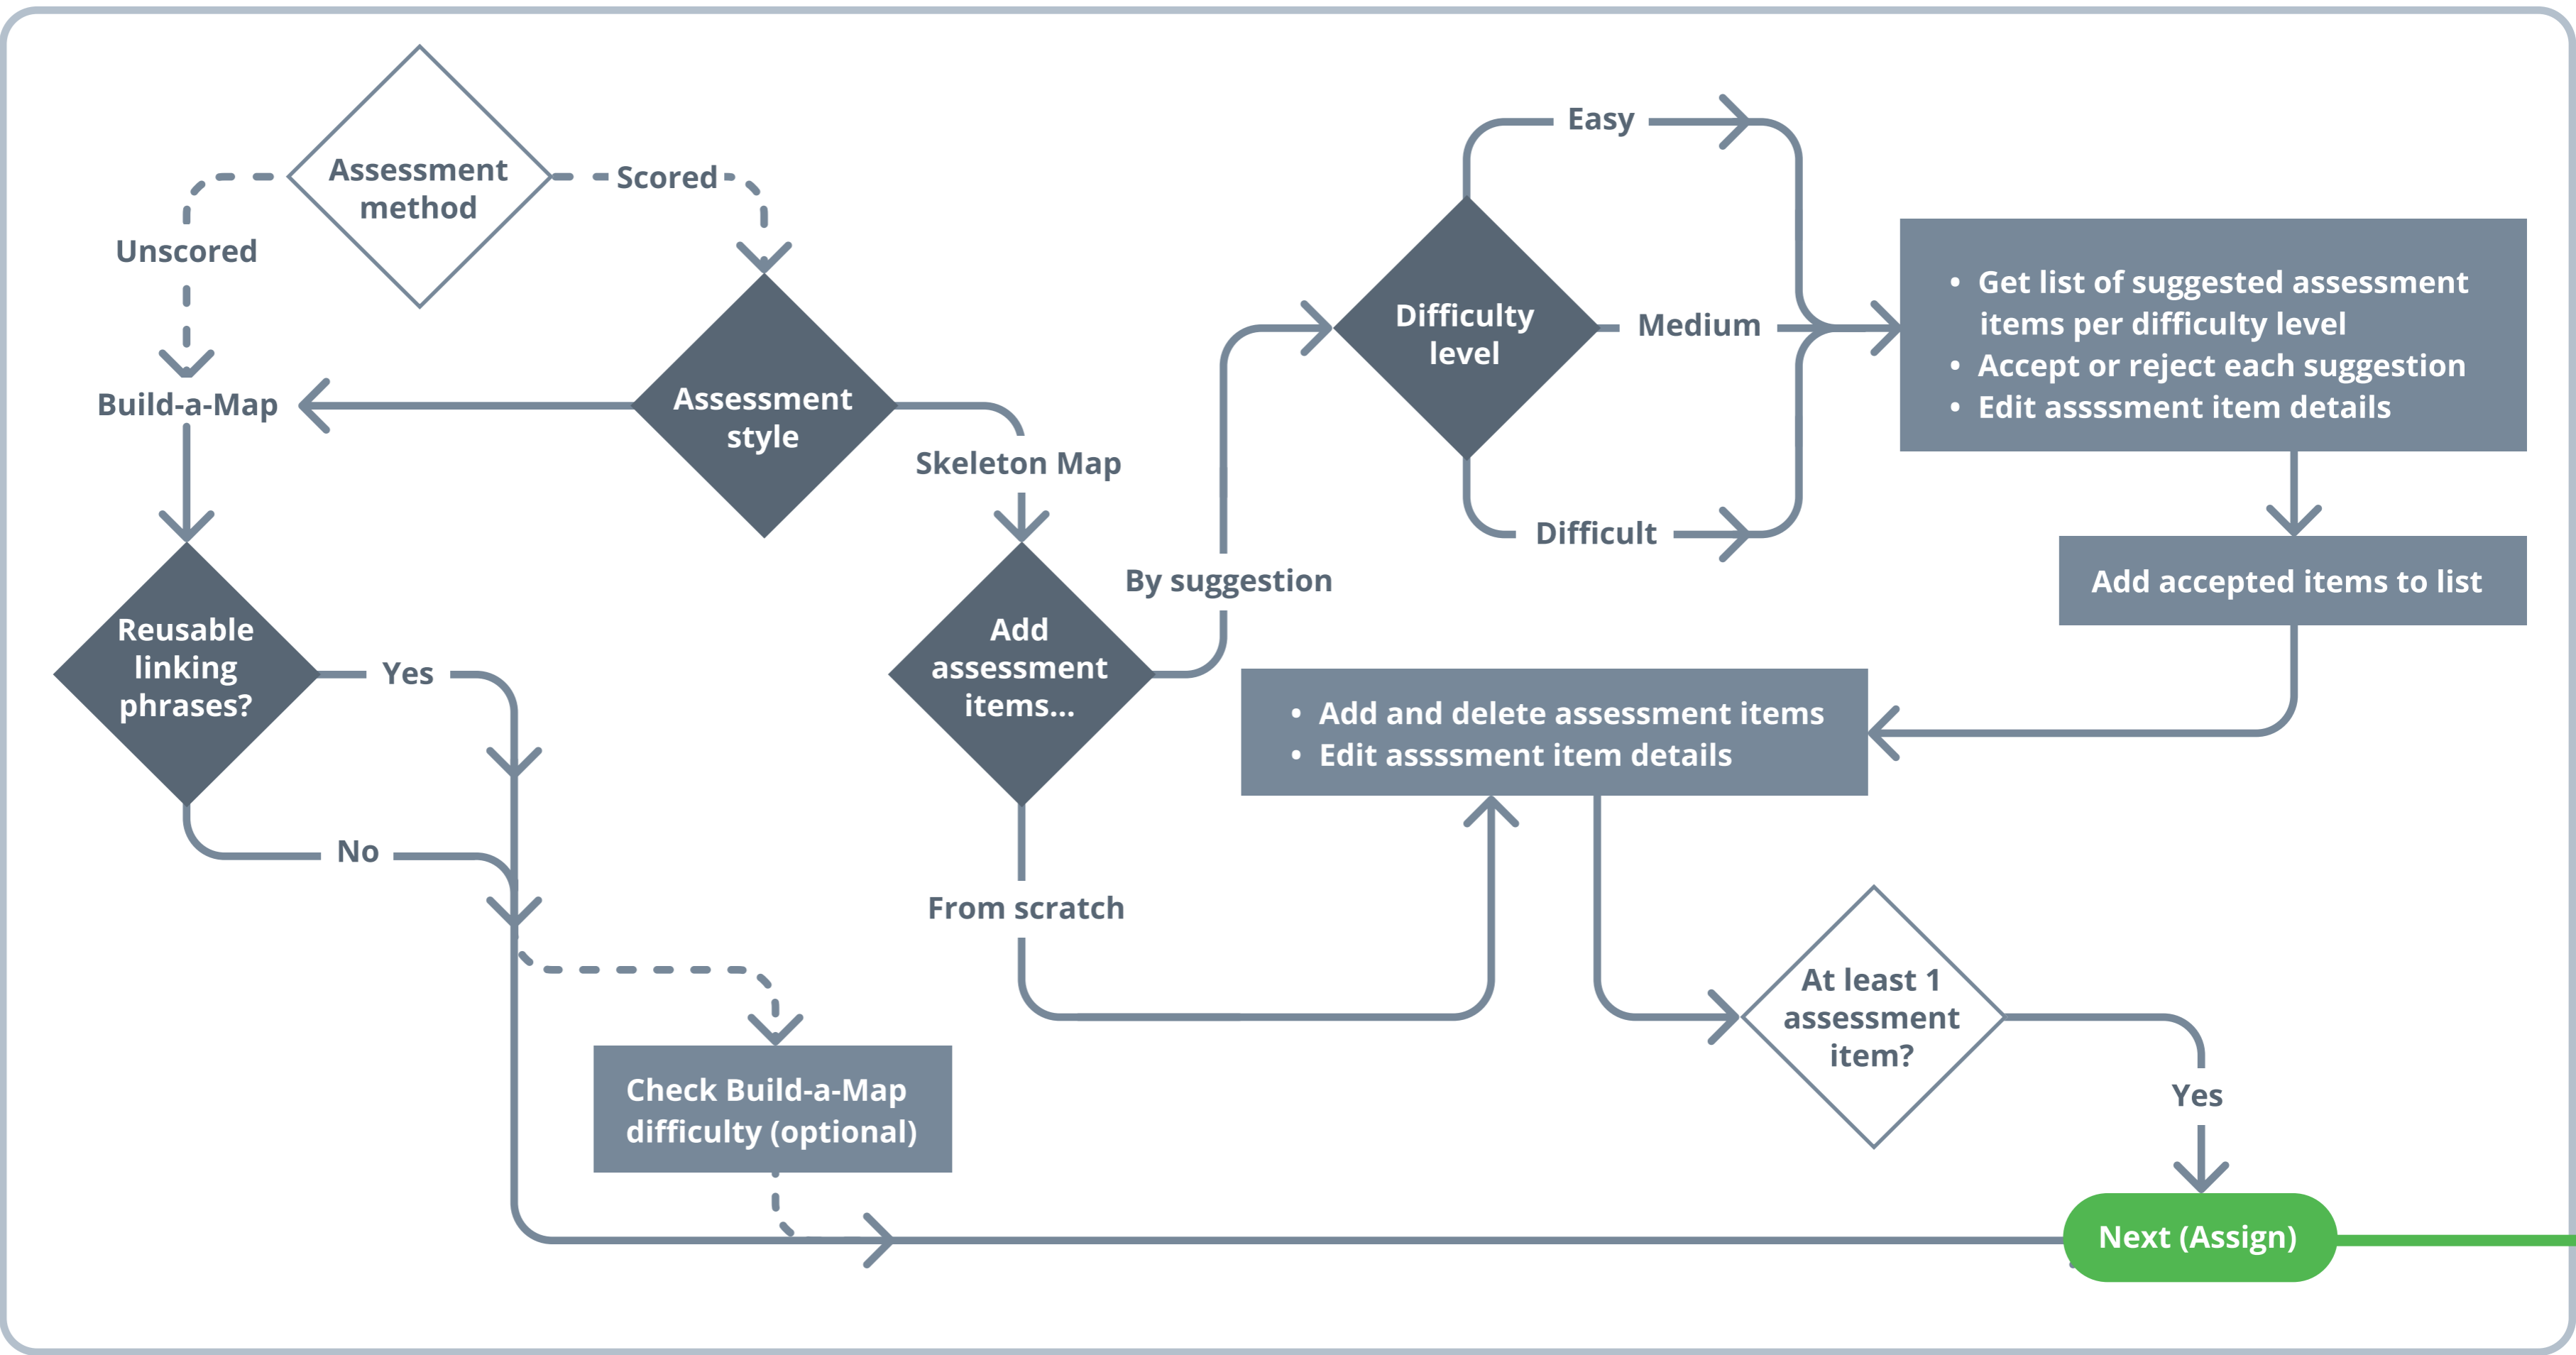 Assessment
method
Scored
Unscored
Build-a-Map
Assessment
style
Skeleton Map
Reusable
linking
phrases?
Yes
No
Check Build-a-Map
difficulty (optional)
Add
assessment
items...
By suggestion
From scratch
Difficulty
level
Easy
Medium
Difficult
• Get list of suggested assessment
items per difficulty level
• Accept or reject each suggestion
• Edit assssment item details
Add accepted items to list
• Add and delete assessment items
• Edit assssment item details
At least 1
assessment
item?
Yes
Next (Assign)